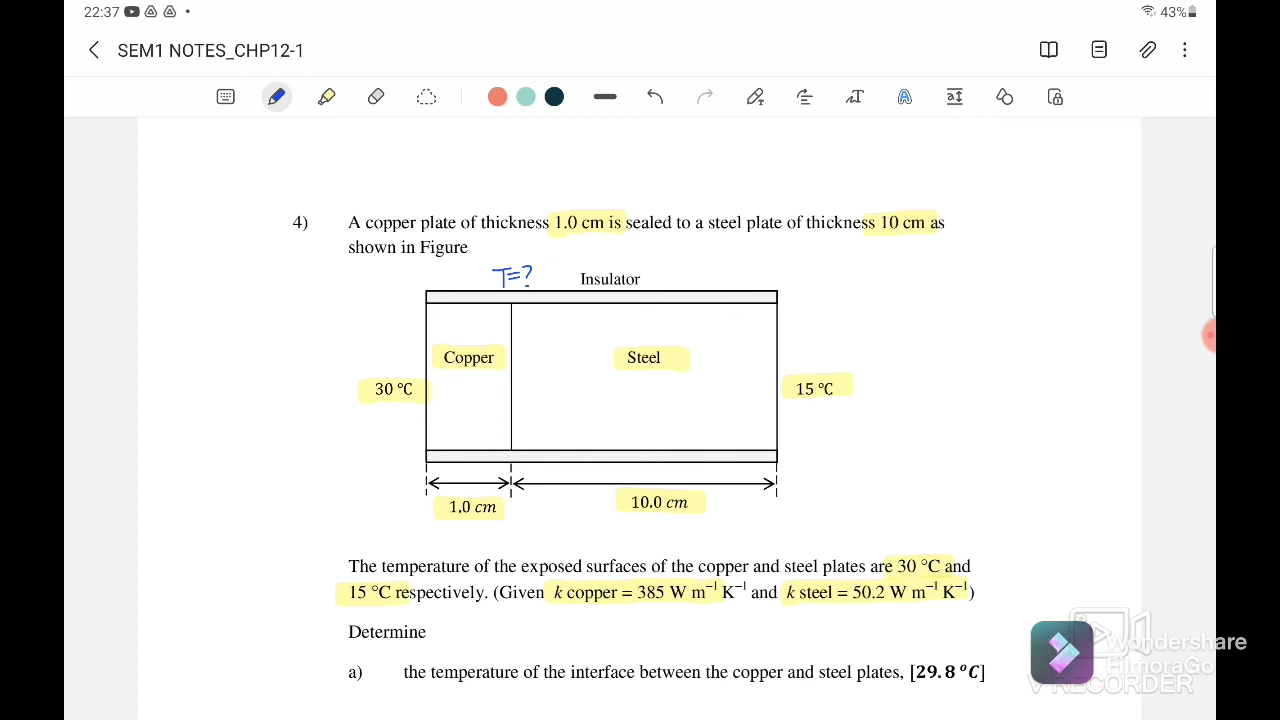 22:37
43%
SEM1 NOTES_CHP12-1
4) A copper plate of thickness 1.0 cm is sealed to a steel plate of thickness 10 cm as
shown in Figure
T=?
Insulator
Copper
Steel
30 °C
15 °C
1.0 cm
10.0 cm
The temperature of the exposed surfaces of the copper and steel plates are 30 °C and
15 °C respectively. (Given k copper = 385 W m⁻¹ K⁻¹ and k steel = 50.2 W m⁻¹ K⁻¹)
Determine
a) the temperature of the interface between the copper and steel plates, [29.8 °C]
Wondershare
FilmoraGo
V RECORDER